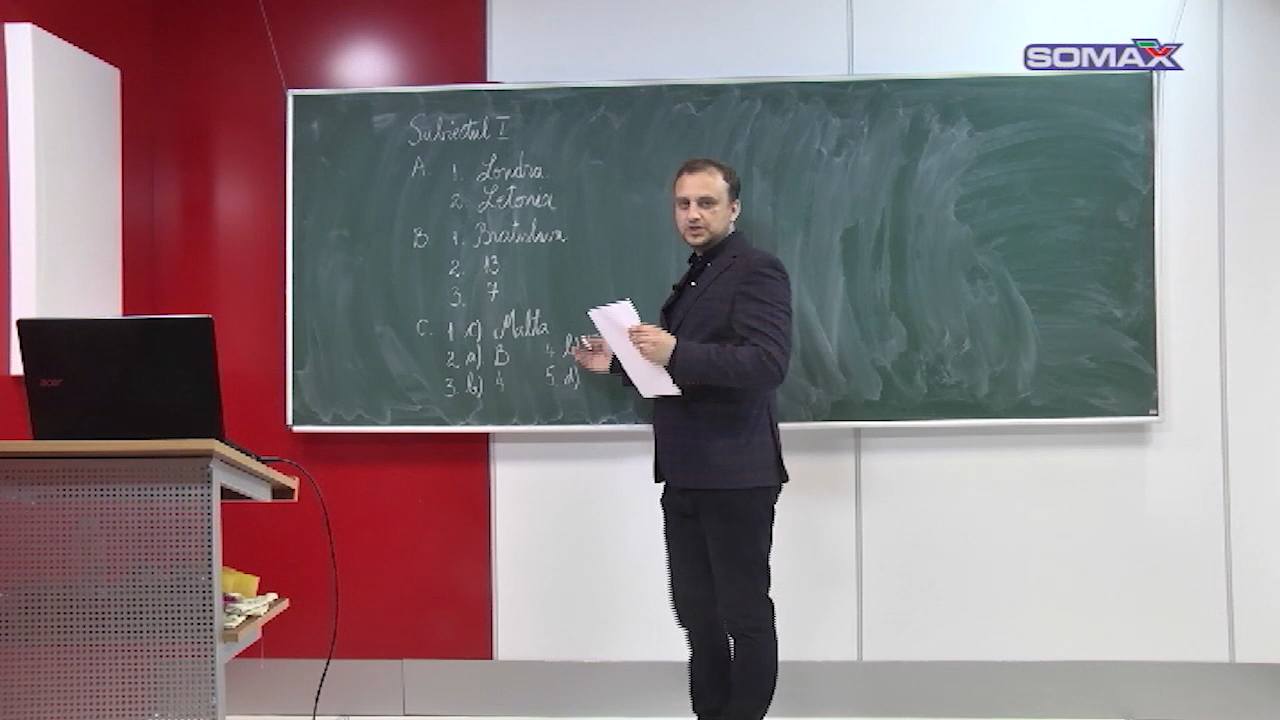 SOMAX
Subiectul I
A. 1. Londra
2. Letonia
B. 1. Bratislava
2. 13
3. 7
C. 1. c) Malta
2. a) B 4. b)
3. b) 4 5. d)
acer